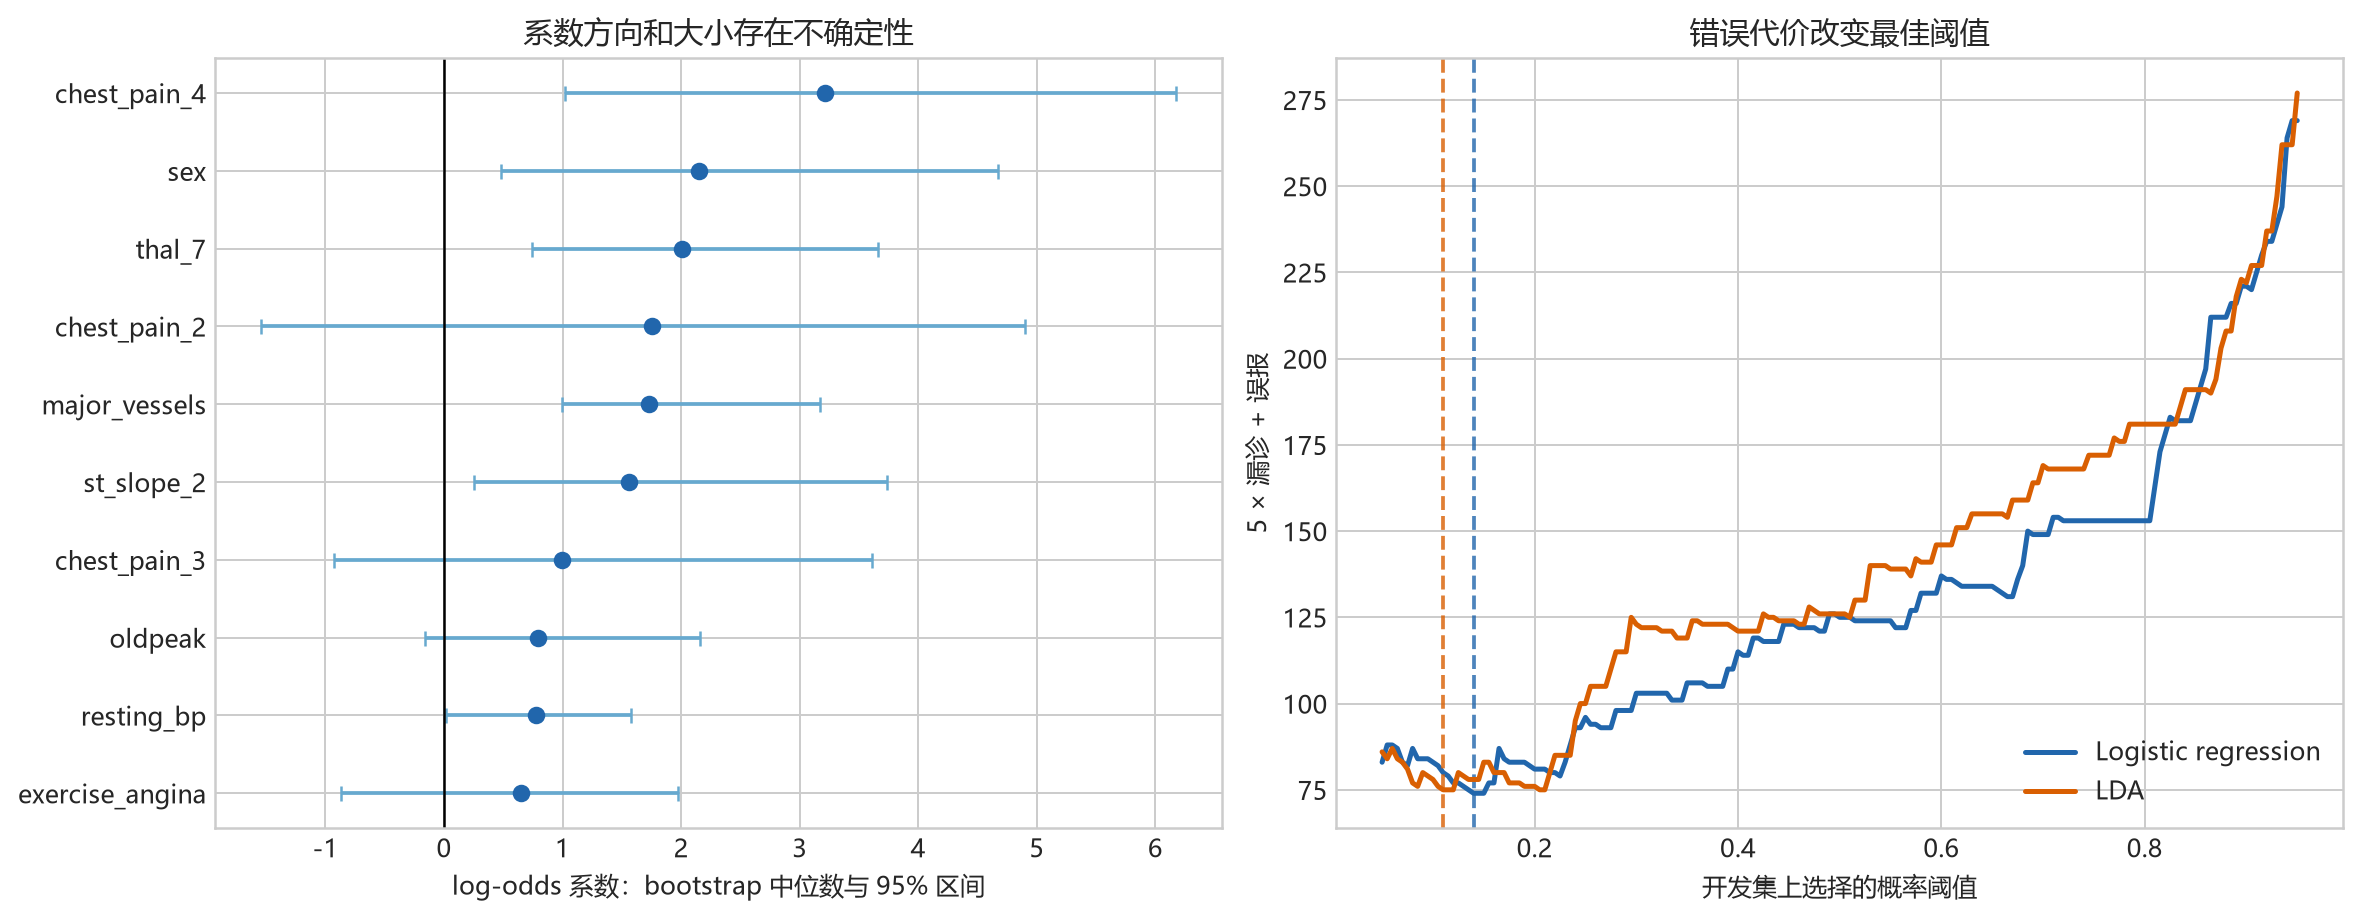 系数方向和大小存在不确定性
chest_pain_4
sex
thal_7
chest_pain_2
major_vessels
st_slope_2
chest_pain_3
oldpeak
resting_bp
exercise_angina
-1 0 1 2 3 4 5 6
log-odds 系数：bootstrap 中位数与 95% 区间
错误代价改变最佳阈值
5 × 漏诊 + 误报
275
250
225
200
175
150
125
100
75
Logistic regression
LDA
0.2 0.4 0.6 0.8
开发集上选择的概率阈值